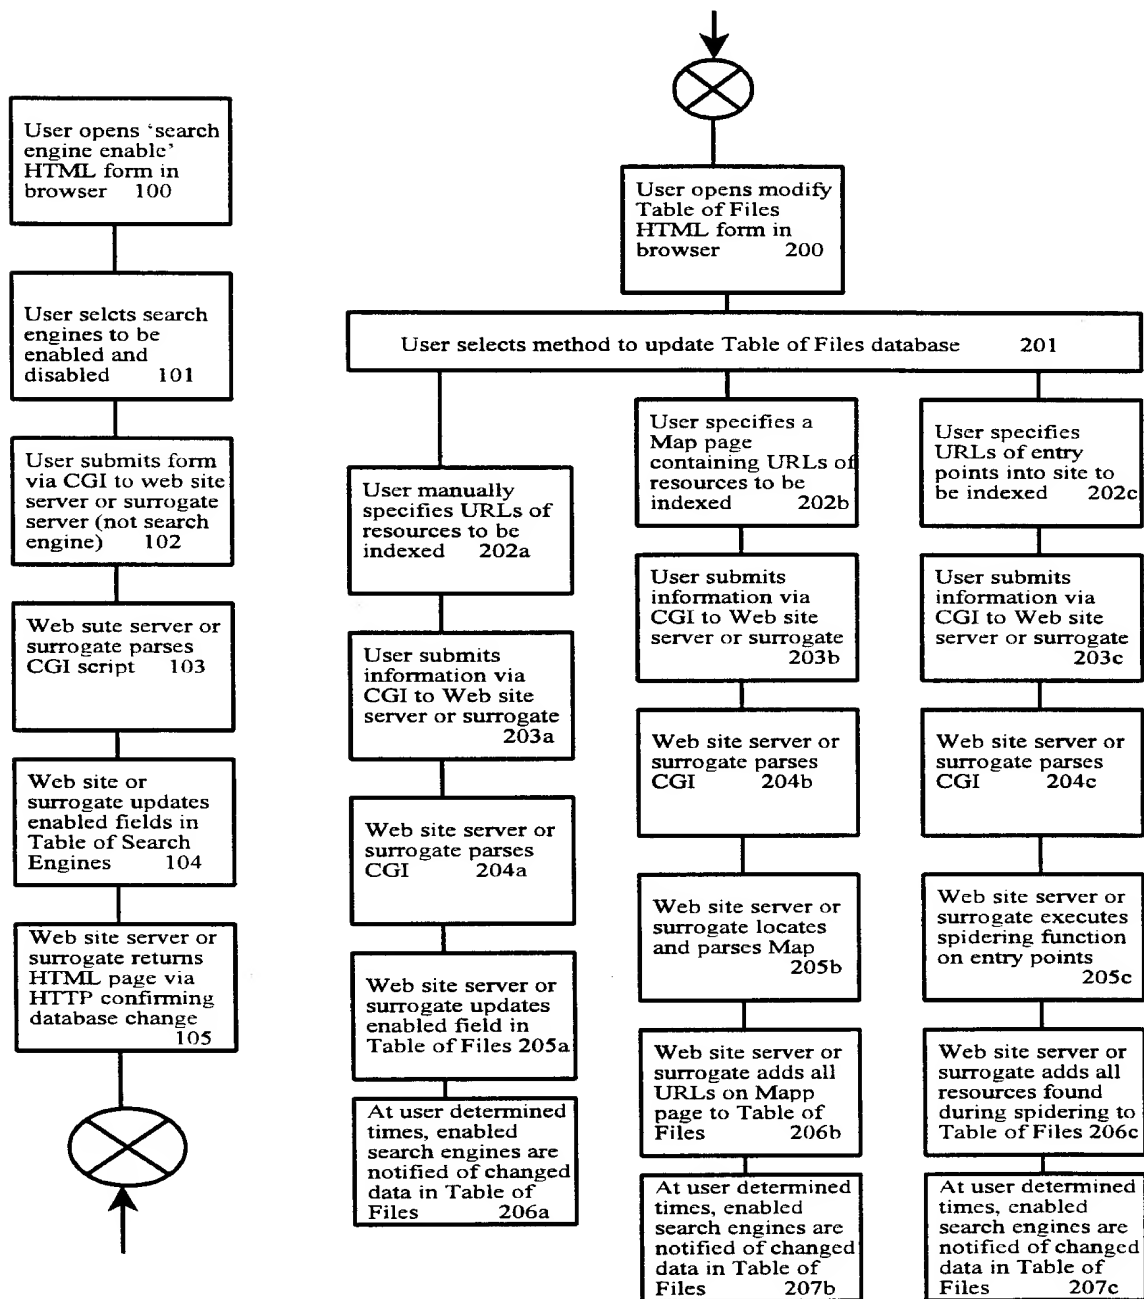 User opens ‘search
engine enable’
HTML form in
browser 100
User selcts search
engines to be
enabled and
disabled 101
User submits form
via CGI to web site
server or surrogate
server (not search
engine) 102
Web sute server or
surrogate parses
CGI script 103
Web site or
surrogate updates
enabled fields in
Table of Search
Engines 104
Web site server or
surrogate returns
HTML page via
HTTP confirming
database change
105
User opens modify
Table of Files
HTML form in
browser 200
User selects method to update Table of Files database 201
User manually
specifies URLs of
resources to be
indexed 202a
User submits
information via
CGI to Web site
server or surrogate
203a
Web site server or
surrogate parses
CGI 204a
Web site server or
surrogate updates
enabled field in
Table of Files 205a
At user determined
times, enabled
search engines are
notified of changed
data in Table of
Files 206a
User specifies a
Map page
containing URLs of
resources to be
indexed 202b
User submits
information via
CGI to Web site
server or surrogate
203b
Web site server or
surrogate parses
CGI 204b
Web site server or
surrogate locates
and parses Map
205b
Web site server or
surrogate adds all
URLs on Mapp
page to Table of
Files 206b
At user determined
times, enabled
search engines are
notified of changed
data in Table of
Files 207b
User specifies
URLs of entry
points into site to
be indexed 202c
User submits
information via
CGI to Web site
server or surrogate
203c
Web site server or
surrogate parses
CGI 204c
Web site server or
surrogate executes
spidering function
on entry points
205c
Web site server or
surrogate adds all
resources found
during spidering to
Table of Files 206c
At user determined
times, enabled
search engines are
notified of changed
data in Table of
Files 207c